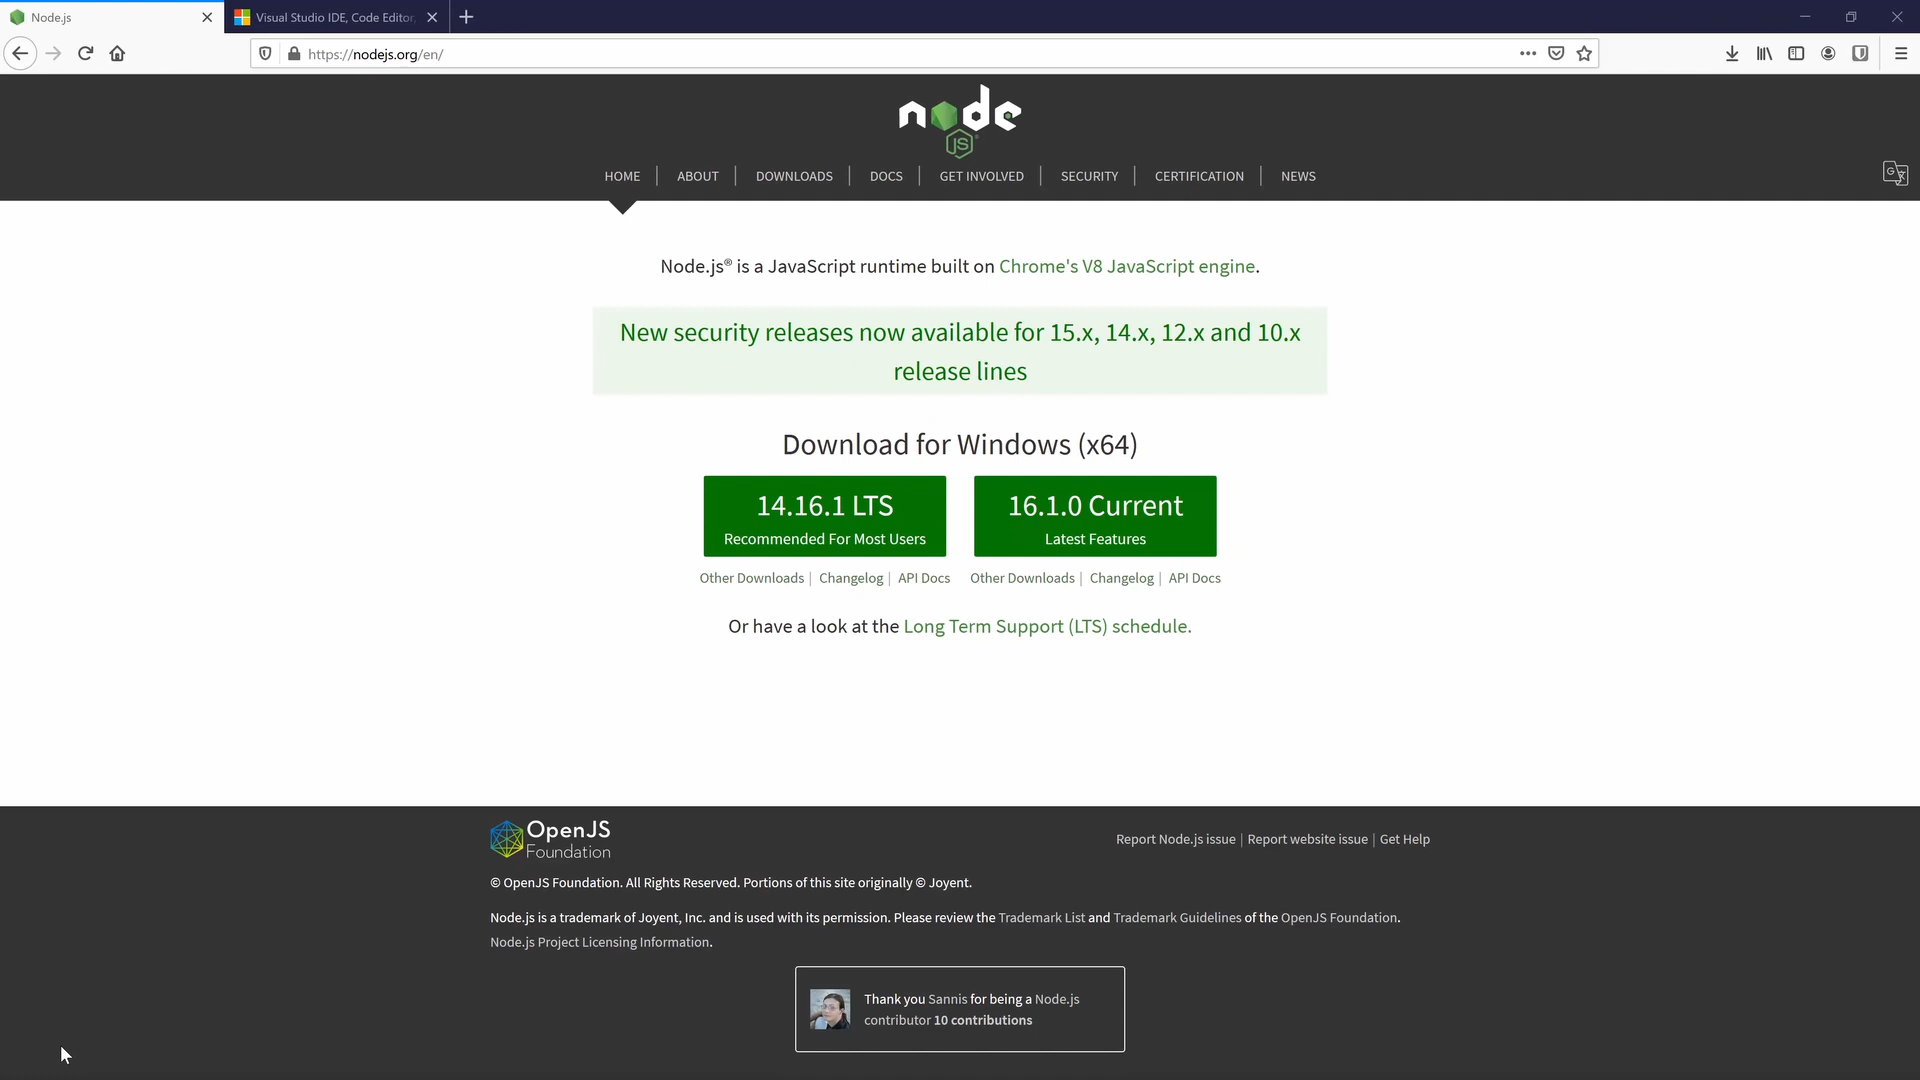 Node.js
Visual Studio IDE, Code Editor,
https://nodejs.org/en/
node
JS
HOME
ABOUT
DOWNLOADS
DOCS
GET INVOLVED
SECURITY
CERTIFICATION
NEWS
Node.js® is a JavaScript runtime built on Chrome's V8 JavaScript engine.
New security releases now available for 15.x, 14.x, 12.x and 10.x
release lines
Download for Windows (x64)
14.16.1 LTS
Recommended For Most Users
16.1.0 Current
Latest Features
Other Downloads | Changelog | API Docs
Other Downloads | Changelog | API Docs
Or have a look at the Long Term Support (LTS) schedule.
OpenJS
Foundation
Report Node.js issue | Report website issue | Get Help
© OpenJS Foundation. All Rights Reserved. Portions of this site originally © Joyent.
Node.js is a trademark of Joyent, Inc. and is used with its permission. Please review the Trademark List and Trademark Guidelines of the OpenJS Foundation.
Node.js Project Licensing Information.
Thank you Sannis for being a Node.js
contributor 10 contributions